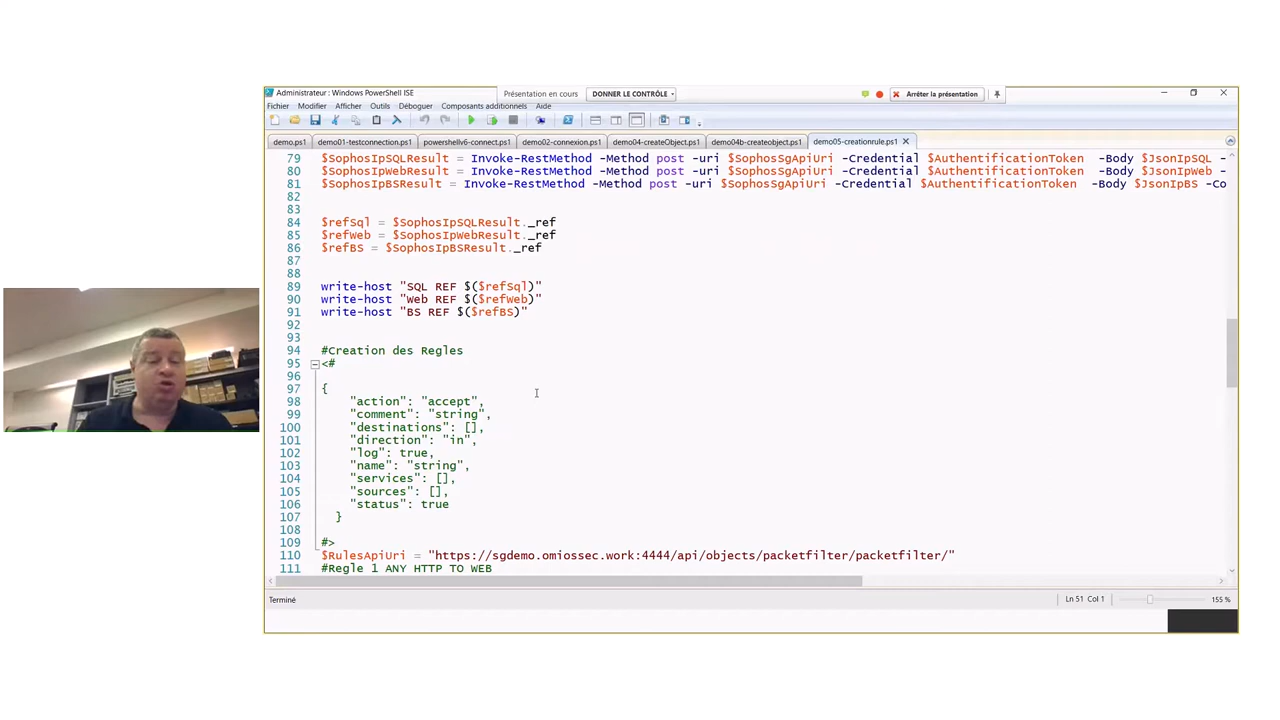 Administrateur : Windows PowerShell ISE
Présentation en cours
DONNER LE CONTRÔLE
Arrêter la présentation
Fichier Modifier Afficher Outils Déboguer Composants additionnels Aide
demo.ps1 demo01-testconnection.ps1 powershellv6-connect.ps1 demo02-connexion.ps1 demo04-createObject.ps1 demo04b-createobject.ps1 demo05-creationrule.ps1
79 $SophosIpSQLResult = Invoke-RestMethod -Method post -uri $SophosSgApiUri -Credential $AuthentificationToken -Body $JsonIpSQL -
80 $SophosIpWebResult = Invoke-RestMethod -Method post -uri $SophosSgApiUri -Credential $AuthentificationToken -Body $JsonIpWeb -
81 $SophosIpBSResult = Invoke-RestMethod -Method post -uri $SophosSgApiUri -Credential $AuthentificationToken -Body $JsonIpBS -Co
82
83
84 $refSql = $SophosIpSQLResult._ref
85 $refWeb = $SophosIpWebResult._ref
86 $refBS = $SophosIpBSResult._ref
87
88
89 write-host "SQL REF $($refSql)"
90 write-host "Web REF $($refWeb)"
91 write-host "BS REF $($refBS)"
92
93
94 #Creation des Regles
95 <#
96
97 {
98 "action": "accept",
99 "comment": "string",
100 "destinations": [],
101 "direction": "in",
102 "log": true,
103 "name": "string",
104 "services": [],
105 "sources": [],
106 "status": true
107 }
108
109 #>
110 $RulesApiUri = "https://sgdemo.omiossec.work:4444/api/objects/packetfilter/packetfilter/"
111 #Regle 1 ANY HTTP TO WEB
Terminé
Ln 51 Col 1
155 %